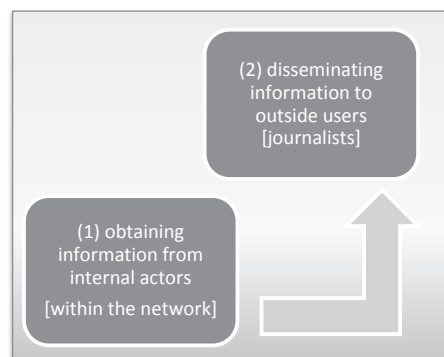 (1) obtaining
information from
internal actors
[within the network]
(2) disseminating
information to
outside users
[journalists]